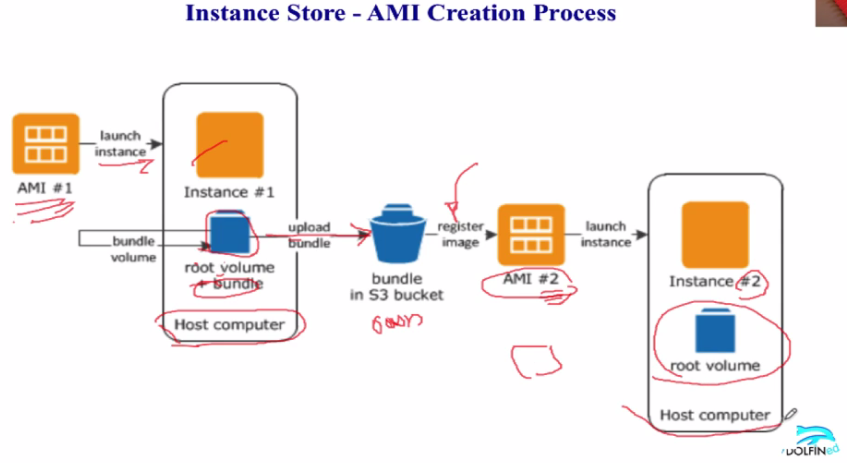 Instance Store - AMI Creation Process
launch
instance
AMI #1
Instance #1
bundle
volume
upload
bundle
root volume
+ bundle
Host computer
bundle
in S3 bucket
register
image
AMI #2
launch
instance
Instance #2
root volume
Host computer
DOLFINed